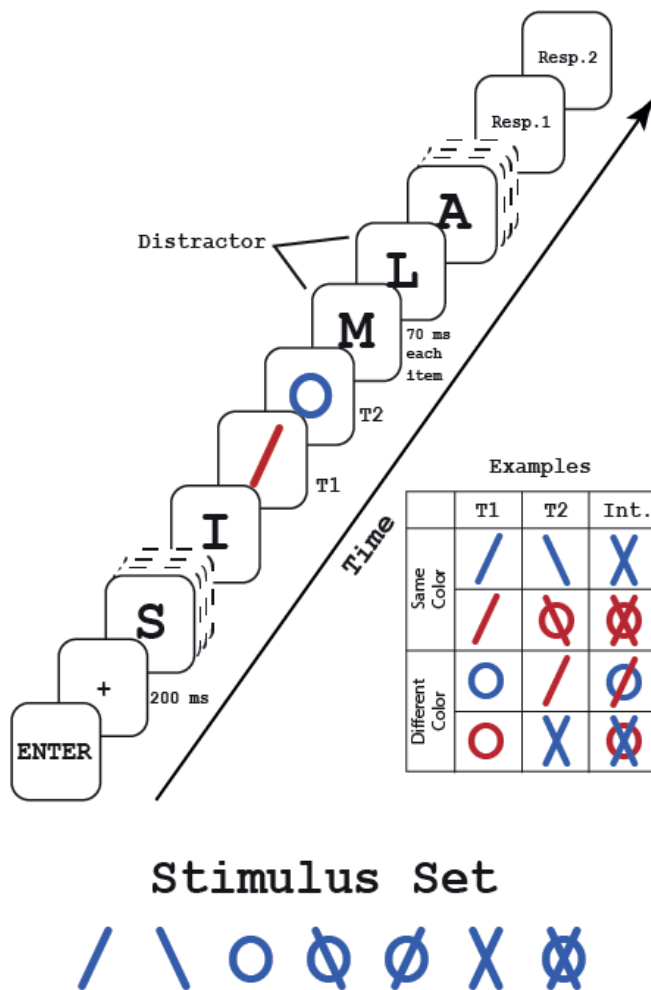 Resp.2
Resp.1
A
Distractor
L
M
70 ms
each
item
T2
T1
I
Time
S
+
200 ms
ENTER
Examples
T1 T2 Int.
Same
Color
Different
Color
Stimulus Set